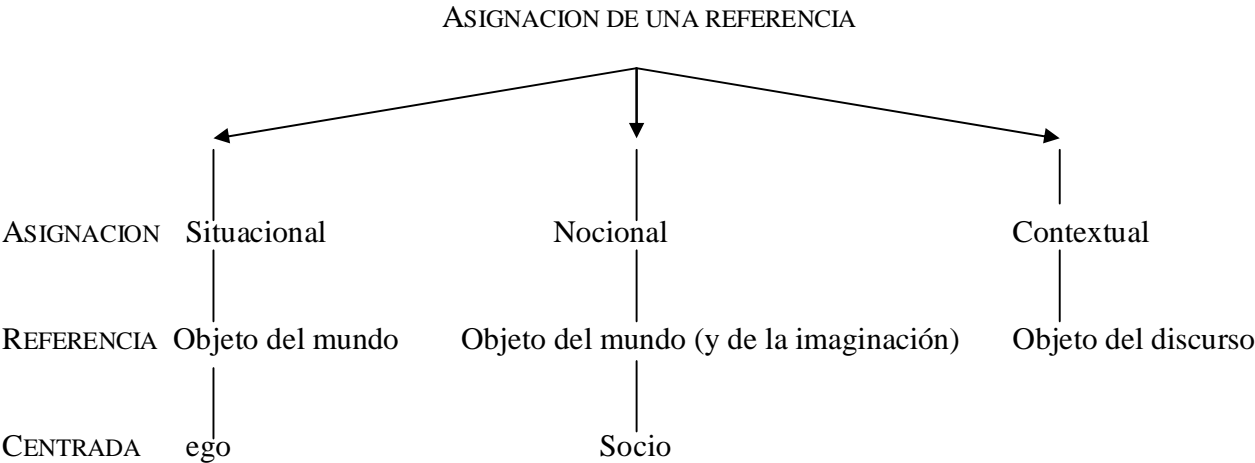 ASIGNACION DE UNA REFERENCIA
ASIGNACION Situacional Nocional Contextual
REFERENCIA Objeto del mundo Objeto del mundo (y de la imaginación) Objeto del discurso
CENTRADA ego Socio